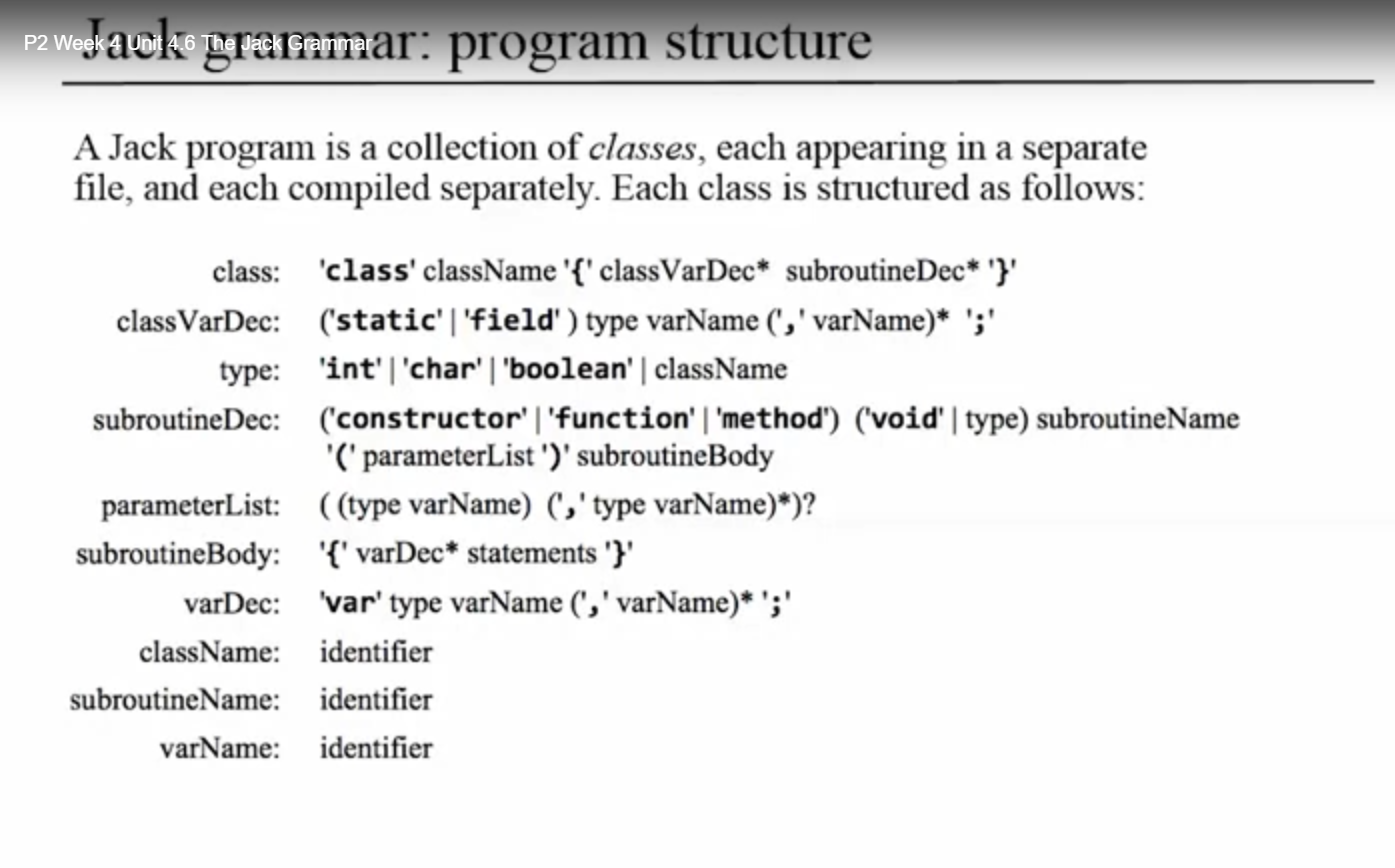 P2 Week 4 Unit 4.6 The Jack Grammar
Jack grammar: program structure
A Jack program is a collection of classes, each appearing in a separate
file, and each compiled separately. Each class is structured as follows:
class: 'class' className '{' classVarDec* subroutineDec* '}'
classVarDec: ('static' | 'field' ) type varName (',' varName)* ';'
type: 'int' | 'char' | 'boolean' | className
subroutineDec: ('constructor' | 'function' | 'method') ('void' | type) subroutineName
'(' parameterList ')' subroutineBody
parameterList: ( (type varName) (',' type varName)*)?
subroutineBody: '{' varDec* statements '}'
varDec: 'var' type varName (',' varName)* ';'
className: identifier
subroutineName: identifier
varName: identifier